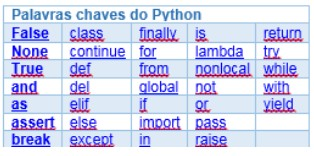 Palavras chaves do Python
False class finally is return
None continue for lambda try
True def from nonlocal while
and del global not with
as elif if or yield
assert else import pass
break except in raise